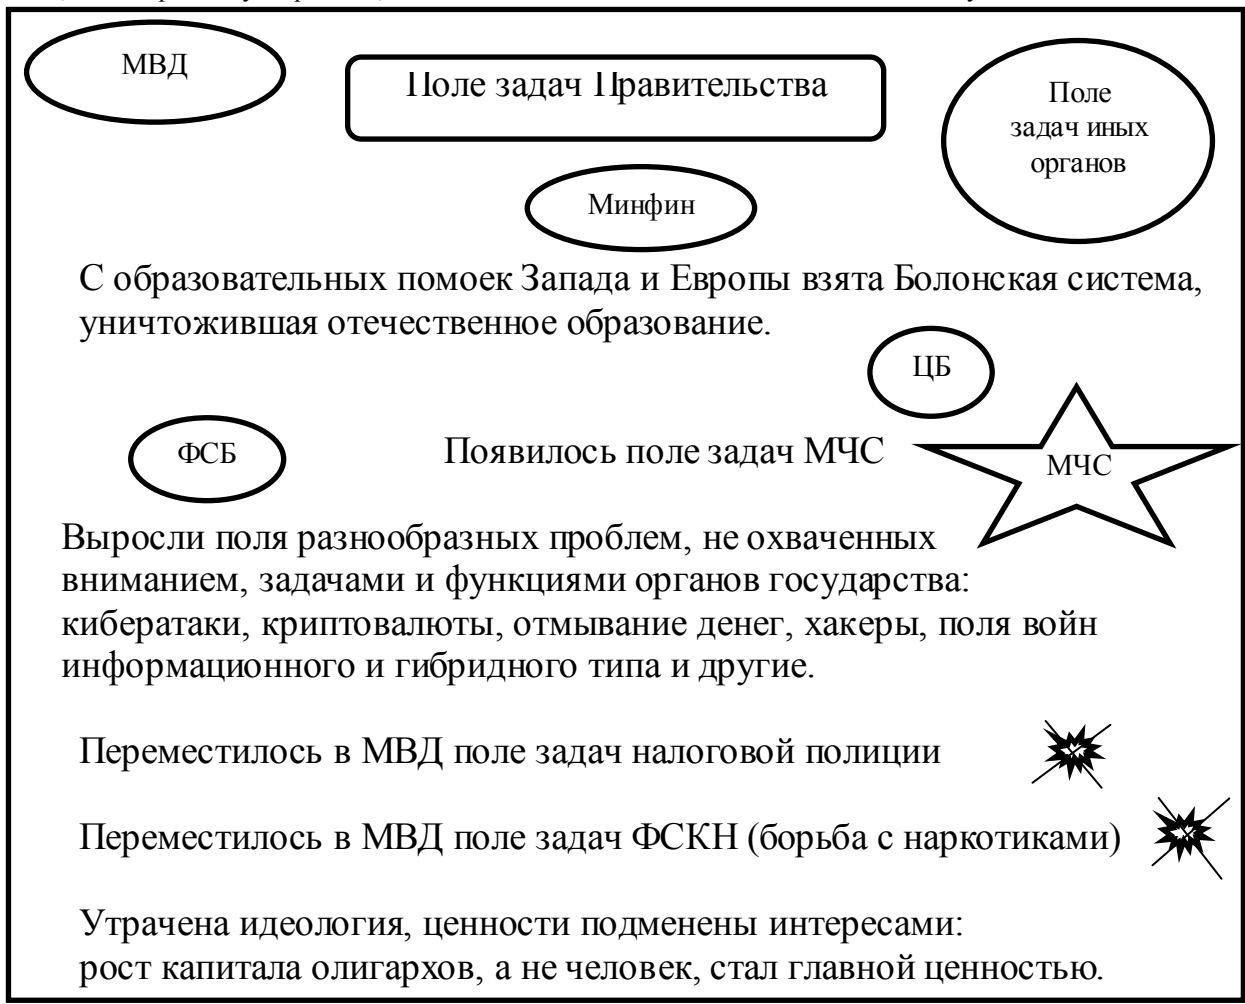 МВД
Поле задач Правительства
Поле
задач иных
органов
Минфин
С образовательных помоек Запада и Европы взята Болонская система,
уничтожившая отечественное образование.
ЦБ
ФСБ
Появилось поле задач МЧС
МЧС
Выросли поля разнообразных проблем, не охваченных
вниманием, задачами и функциями органов государства:
кибератаки, криптовалюты, отмывание денег, хакеры, поля войн
информационного и гибридного типа и другие.
Переместилось в МВД поле задач налоговой полиции
Переместилось в МВД поле задач ФСКН (борьба с наркотиками)
Утрачена идеология, ценности подменены интересами:
рост капитала олигархов, а не человек, стал главной ценностью.